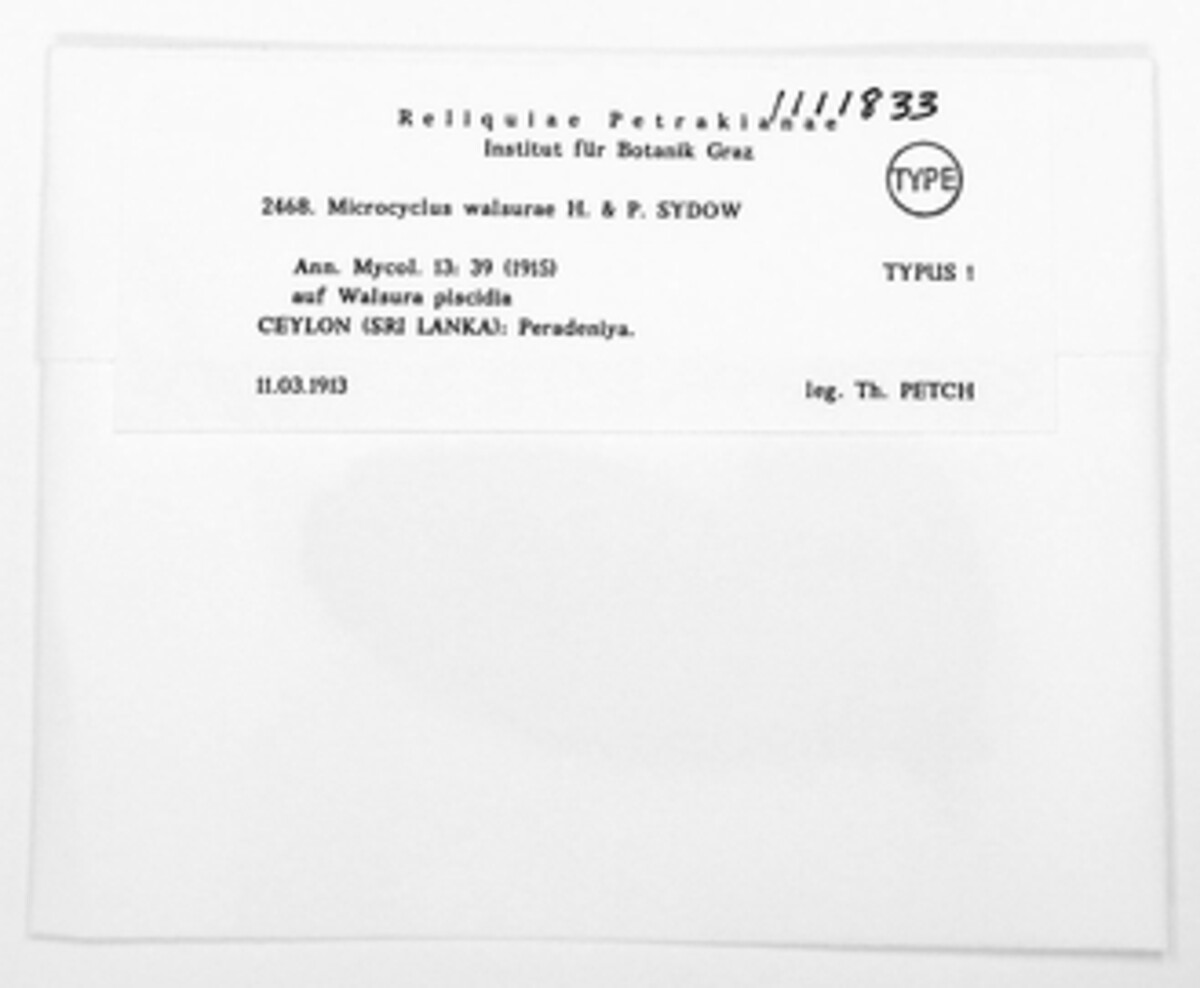 1111833
Reliquiae Petrakianae
Institut für Botanik Graz
TYPE
2468. Microcyclus walsurae H. & P. SYDOW
Ann. Mycol. 13: 39 (1915)
TYPUS !
auf Walsura piscidia
CEYLON (SRI LANKA): Peradeniya.
11.03.1913
leg. Th. PETCH